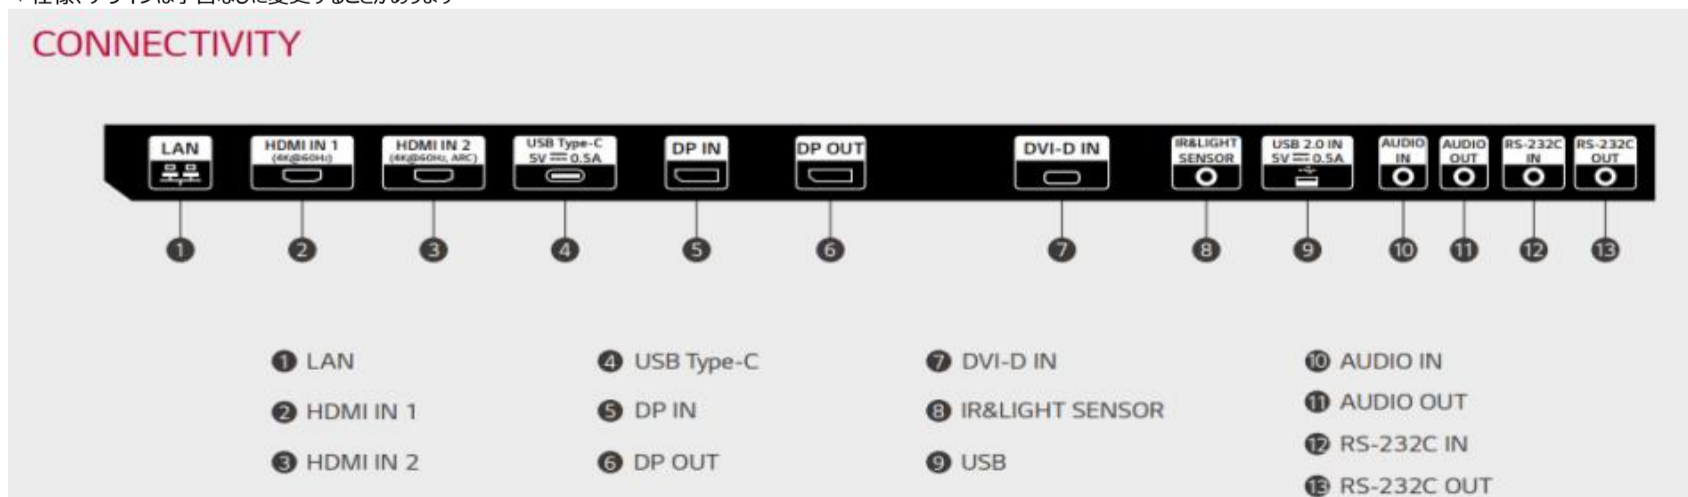 CONNECTIVITY
LAN
HDMI IN 1
(4K@60Hz)
HDMI IN 2
(4K@60Hz, ARC)
USB Type-C
5V 0.5A
DP IN
DP OUT
DVI-D IN
IR&LIGHT
SENSOR
USB 2.0 IN
5V 0.5A
AUDIO
IN
AUDIO
OUT
RS-232C
IN
RS-232C
OUT
1 2 3 4 5 6 7 8 9 10 11 12 13
1 LAN
2 HDMI IN 1
3 HDMI IN 2
4 USB Type-C
5 DP IN
6 DP OUT
7 DVI-D IN
8 IR&LIGHT SENSOR
9 USB
10 AUDIO IN
11 AUDIO OUT
12 RS-232C IN
13 RS-232C OUT